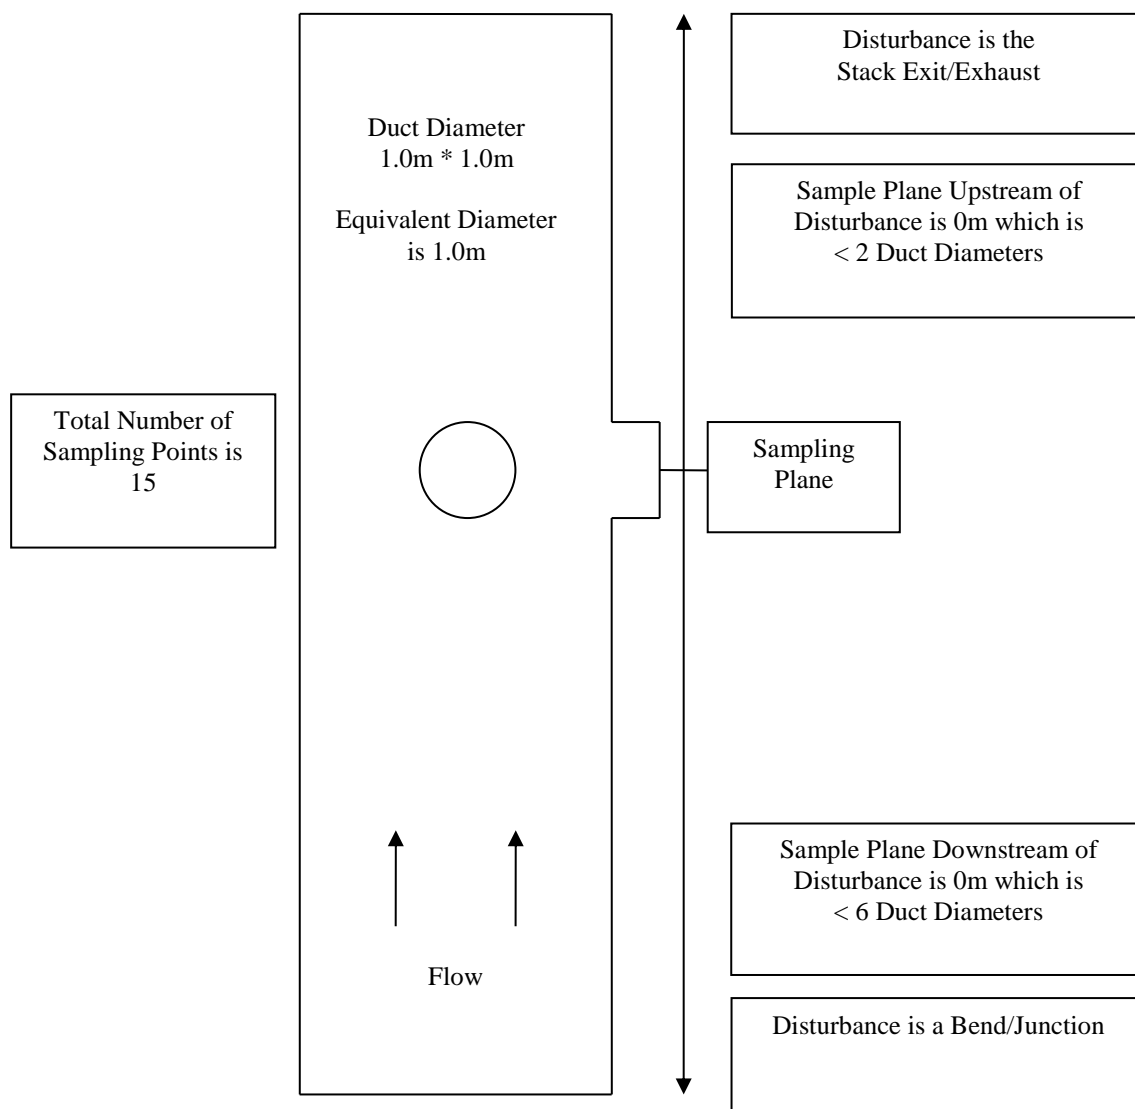 Disturbance is the
Stack Exit/Exhaust
Duct Diameter
1.0m * 1.0m
Equivalent Diameter
is 1.0m
Sample Plane Upstream of
Disturbance is 0m which is
< 2 Duct Diameters
Total Number of
Sampling Points is
15
Sampling
Plane
Sample Plane Downstream of
Disturbance is 0m which is
< 6 Duct Diameters
Flow
Disturbance is a Bend/Junction